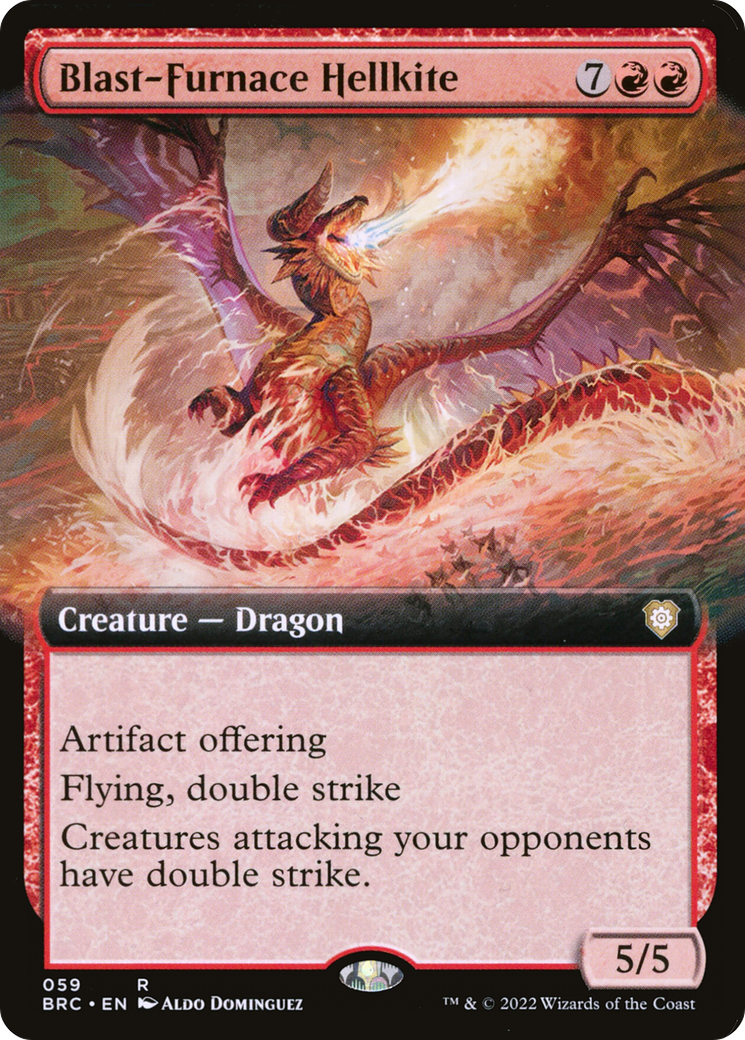 Blast-Furnace Hellkite 7
Creature — Dragon
Artifact offering
Flying, double strike
Creatures attacking your opponents
have double strike.
5/5
059 R
BRC • EN Aldo Dominguez
™ & © 2022 Wizards of the Coast